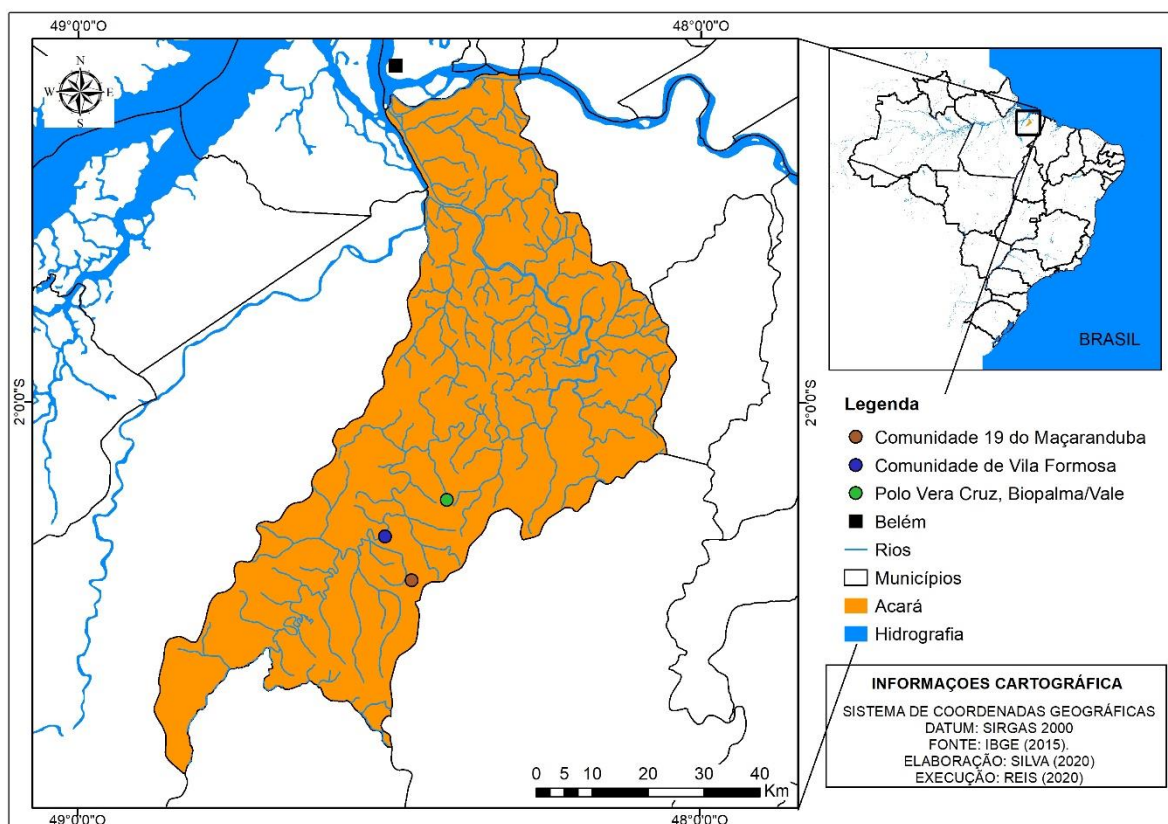 49°0'0"O
48°0'0"O
N
W
E
S
Belém
2°0'0"S
2°0'0"S
0 5 10 20 30 40
Km
49°0'0"O
48°0'0"O
BRASIL
Legenda
Comunidade 19 do Maçaranduba
Comunidade de Vila Formosa
Polo Vera Cruz, Biopalma/Vale
Belém
Rios
Municípios
Acará
Hidrografia
INFORMAÇOES CARTOGRÁFICA
SISTEMA DE COORDENADAS GEOGRÁFICAS
DATUM: SIRGAS 2000
FONTE: IBGE (2015).
ELABORAÇÃO: SILVA (2020)
EXECUÇÃO: REIS (2020)